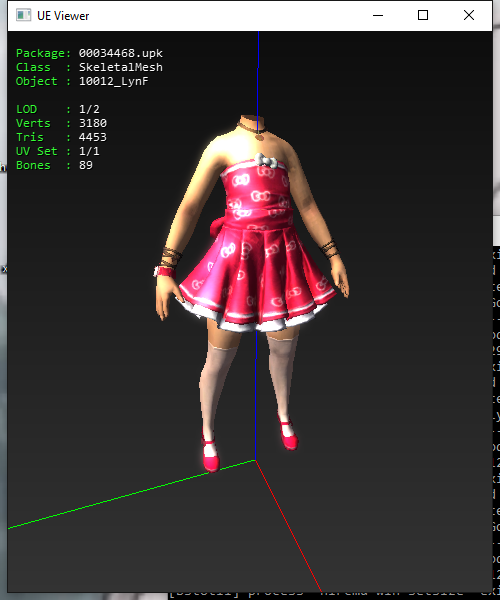 UE Viewer
Package: 00034468.upk
Class : SkeletalMesh
Object : 10012_LynF
LOD : 1/2
Verts : 3180
Tris : 4453
UV Set : 1/1
Bones : 89